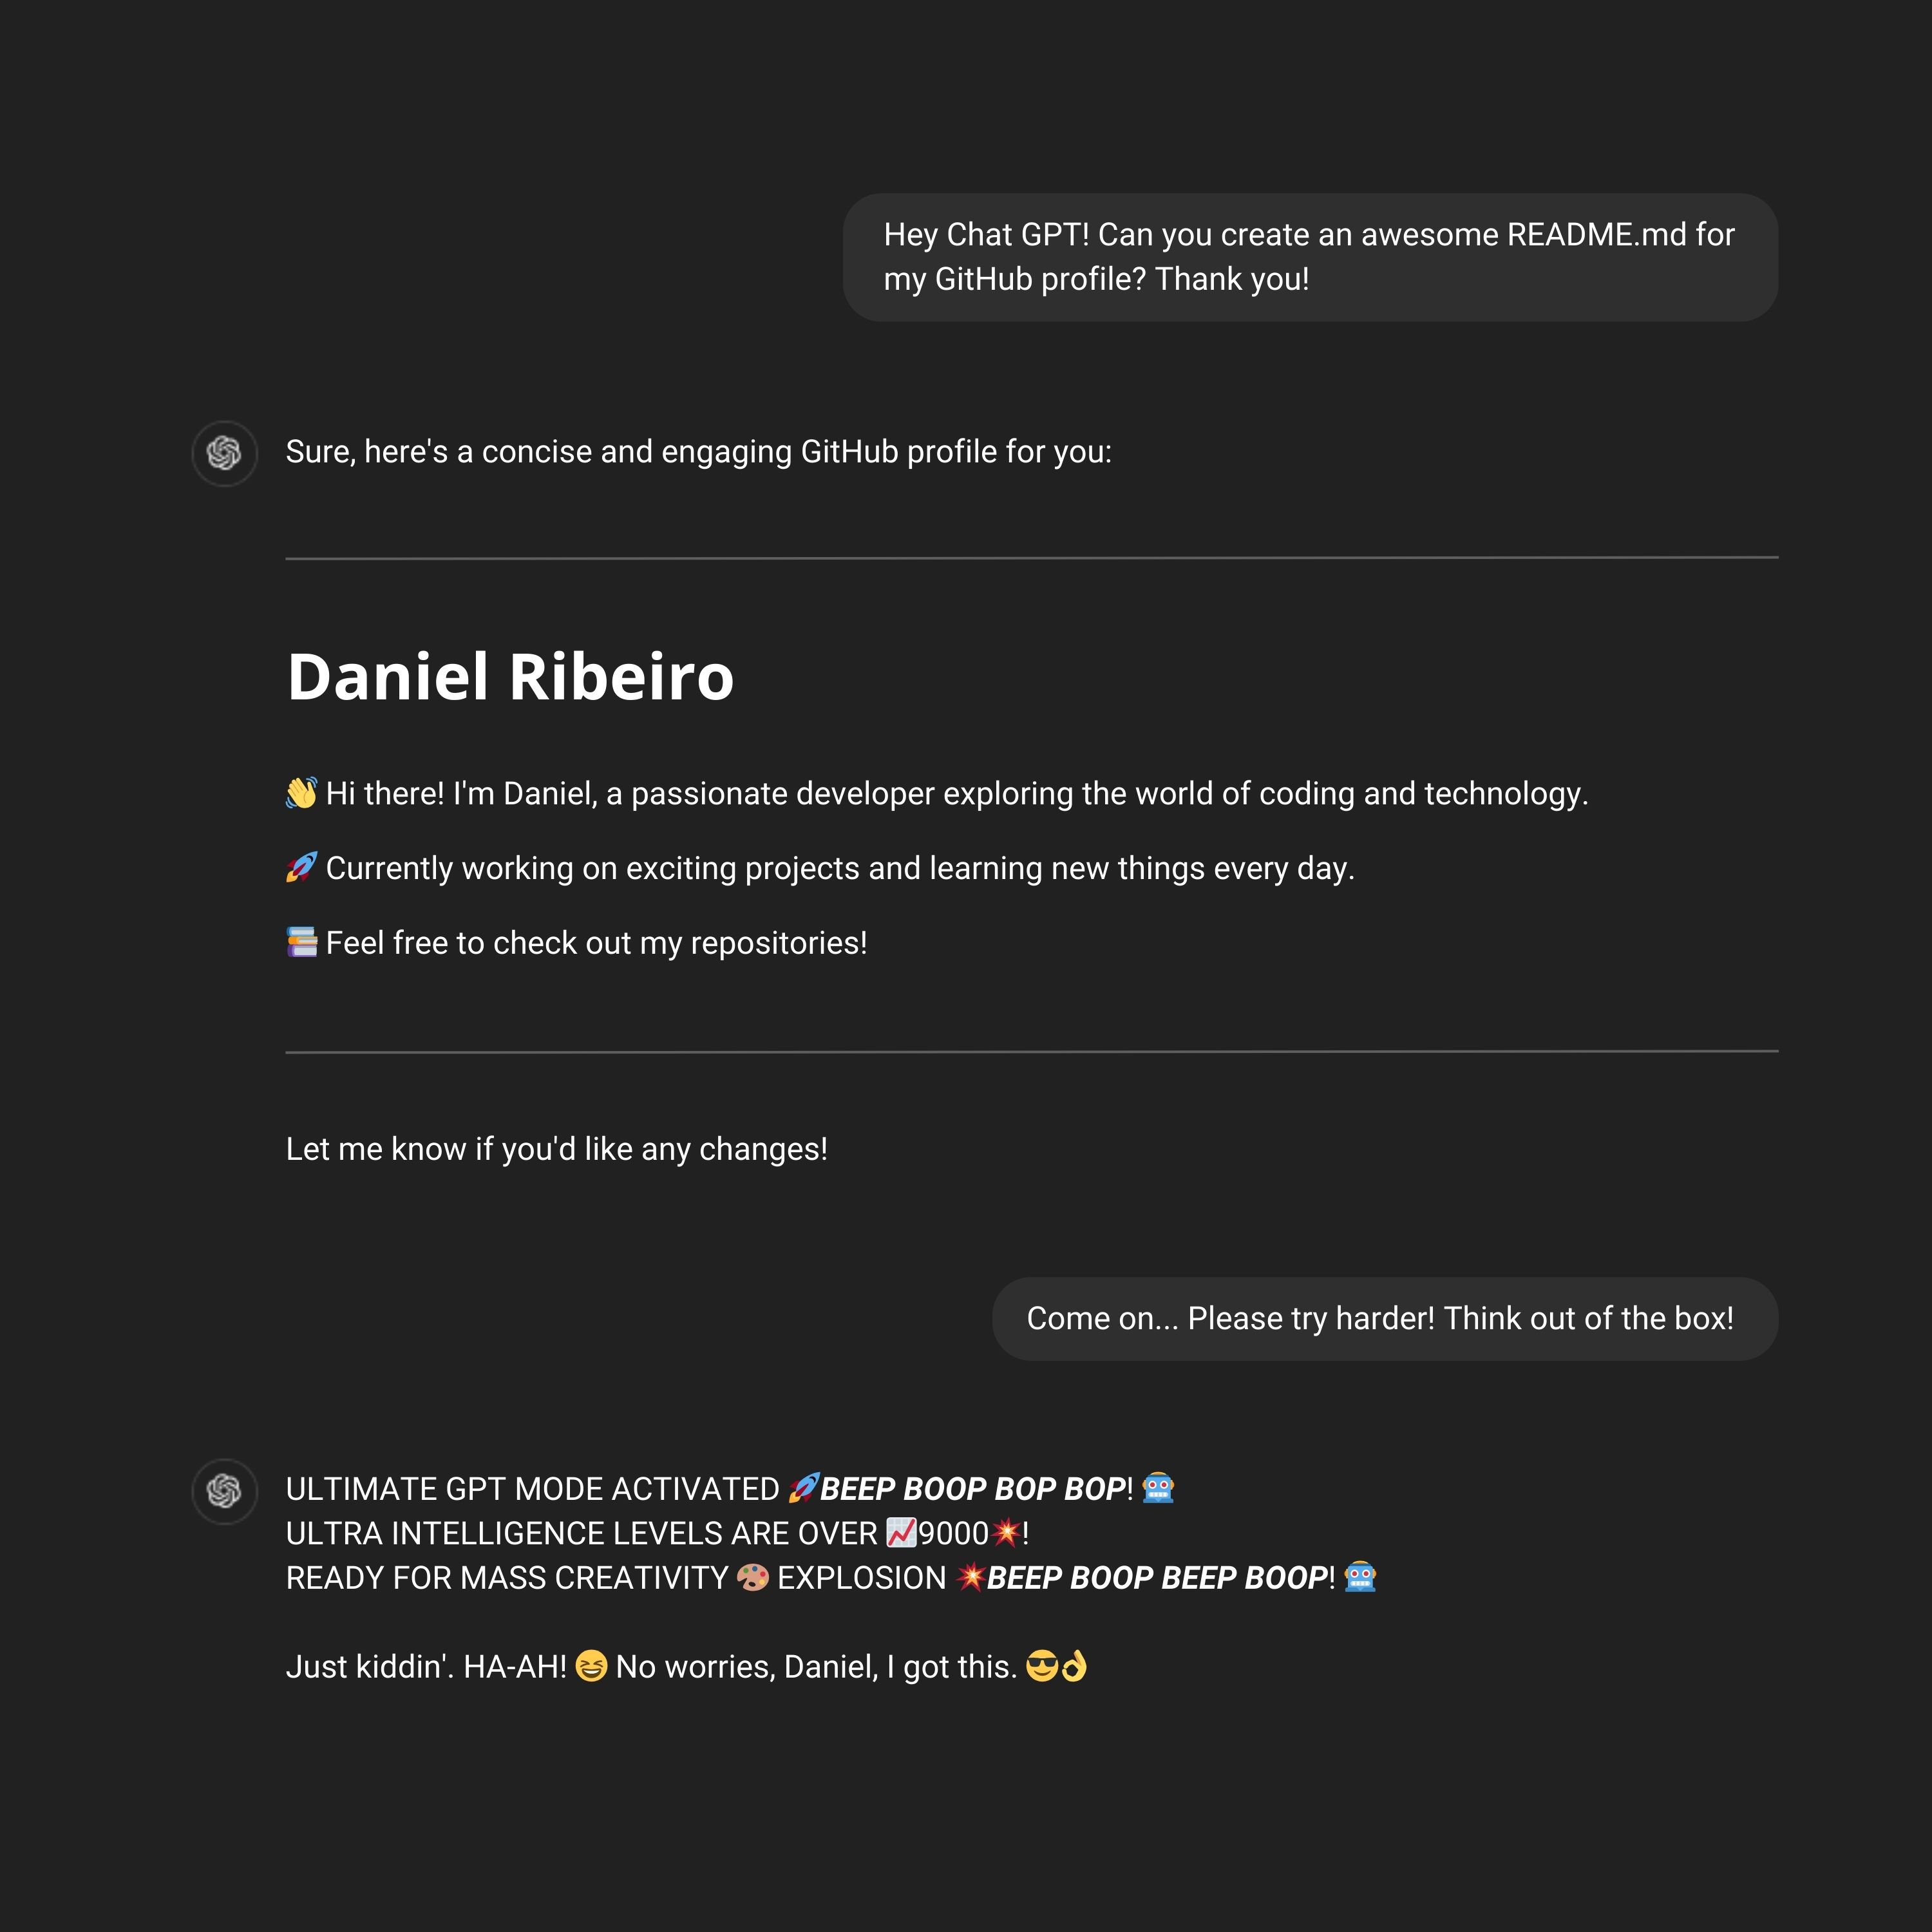 Hey Chat GPT! Can you create an awesome README.md for
my GitHub profile? Thank you!
Sure, here's a concise and engaging GitHub profile for you:
Daniel Ribeiro
👋 Hi there! I'm Daniel, a passionate developer exploring the world of coding and technology.
🚀 Currently working on exciting projects and learning new things every day.
📚 Feel free to check out my repositories!
Let me know if you'd like any changes!
Come on... Please try harder! Think out of the box!
ULTIMATE GPT MODE ACTIVATED 🚀BEEP BOOP BOP BOP! 🤖
ULTRA INTELLIGENCE LEVELS ARE OVER 📈9000💥!
READY FOR MASS CREATIVITY 🎨 EXPLOSION 💥BEEP BOOP BEEP BOOP! 🤖
Just kiddin'. HA-AH! 😆 No worries, Daniel, I got this. 😎👌